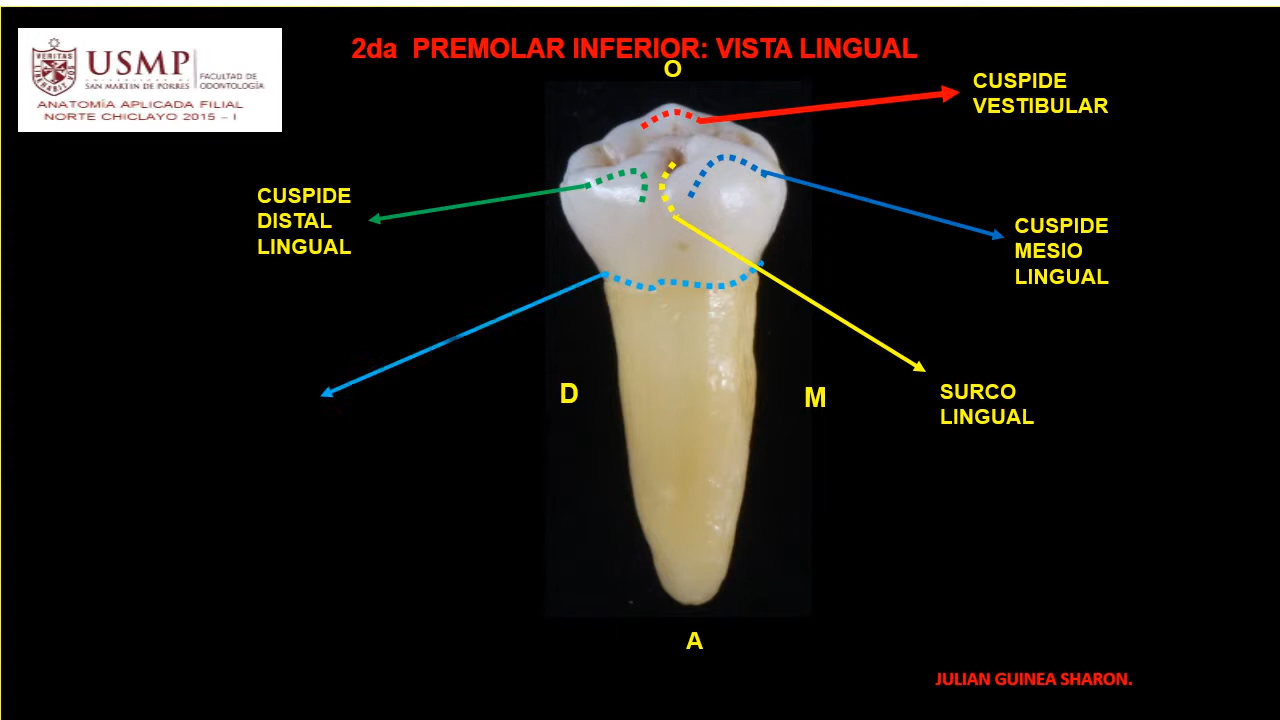 2da PREMOLAR INFERIOR: VISTA LINGUAL
USMP
UNIVERSIDAD DE
SAN MARTIN DE PORRES
FACULTAD DE
ODONTOLOGÍA
ANATOMÍA APLICADA FILIAL
NORTE CHICLAYO 2015 – I
O
CUSPIDE
VESTIBULAR
CUSPIDE
DISTAL
LINGUAL
CUSPIDE
MESIO
LINGUAL
D
M
SURCO
LINGUAL
A
JULIAN GUINEA SHARON.